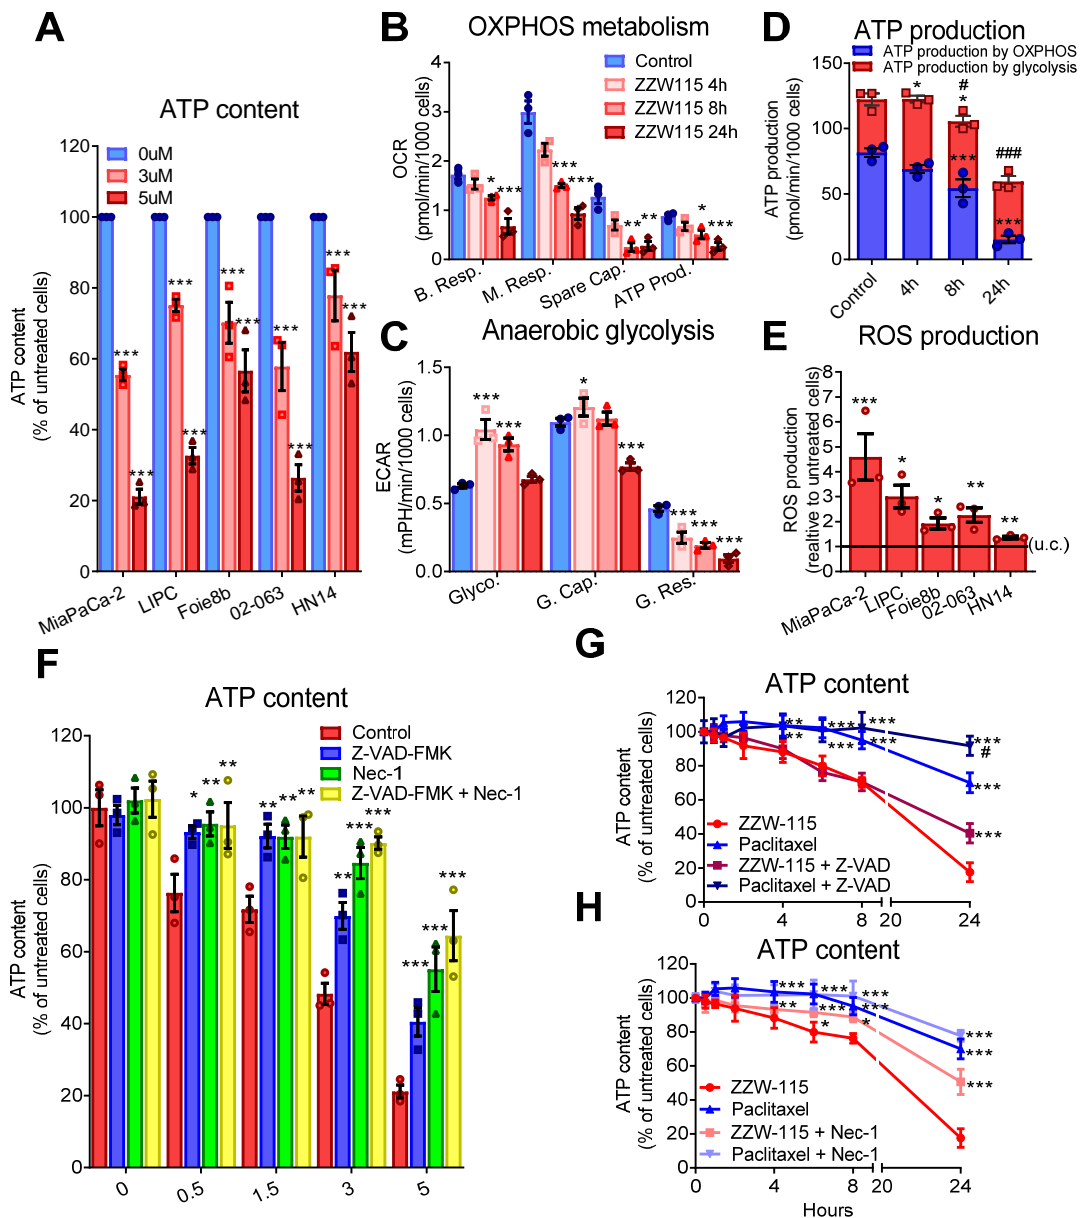 A
ATP content
0uM
3uM
5uM
ATP content
(% of untreated cells)
120
100
80
60
40
20
0
***
***
***
***
***
***
***
***
***
***
MiaPaCa-2
LIPC
Foie8b
02-063
HN14
B
OXPHOS metabolism
Control
ZZW115 4h
ZZW115 8h
ZZW115 24h
OCR
(pmol/min/1000 cells)
4
3
2
1
0
*
***
***
***
**
**
*
***
B. Resp.
M. Resp.
Spare Cap.
ATP Prod.
C
Anaerobic glycolysis
ECAR
(mPH/min/1000 cells)
1.5
1.0
0.5
0.0
***
***
*
***
***
***
***
Glyco.
G. Cap.
G. Res.
D
ATP production
ATP production by OXPHOS
ATP production by glycolysis
ATP production
(pmol/min/1000 cells)
150
100
50
0
*
#
*
***
###
***
Control
4h
8h
24h
E
ROS production
ROS production
(realtive to untreated cells)
8
7
6
5
4
3
2
1
0
***
*
*
**
**
(u.c.)
MiaPaCa-2
LIPC
Foie8b
02-063
HN14
F
ATP content
Control
Z-VAD-FMK
Nec-1
Z-VAD-FMK + Nec-1
ATP content
(% of untreated cells)
120
100
80
60
40
20
0
*
**
**
**
**
**
**
***
***
***
***
***
0
0.5
1.5
3
5
G
ATP content
ATP content
(% of untreated cells)
120
100
80
60
40
20
0
**
**
***
***
***
***
***
#
***
***
ZZW-115
Paclitaxel
ZZW-115 + Z-VAD
Paclitaxel + Z-VAD
0
4
8
20
24
H
ATP content
ATP content
(% of untreated cells)
120
100
80
60
40
20
0
***
**
***
***
*
***
***
*
***
***
***
ZZW-115
Paclitaxel
ZZW-115 + Nec-1
Paclitaxel + Nec-1
0
4
8
20
24
Hours